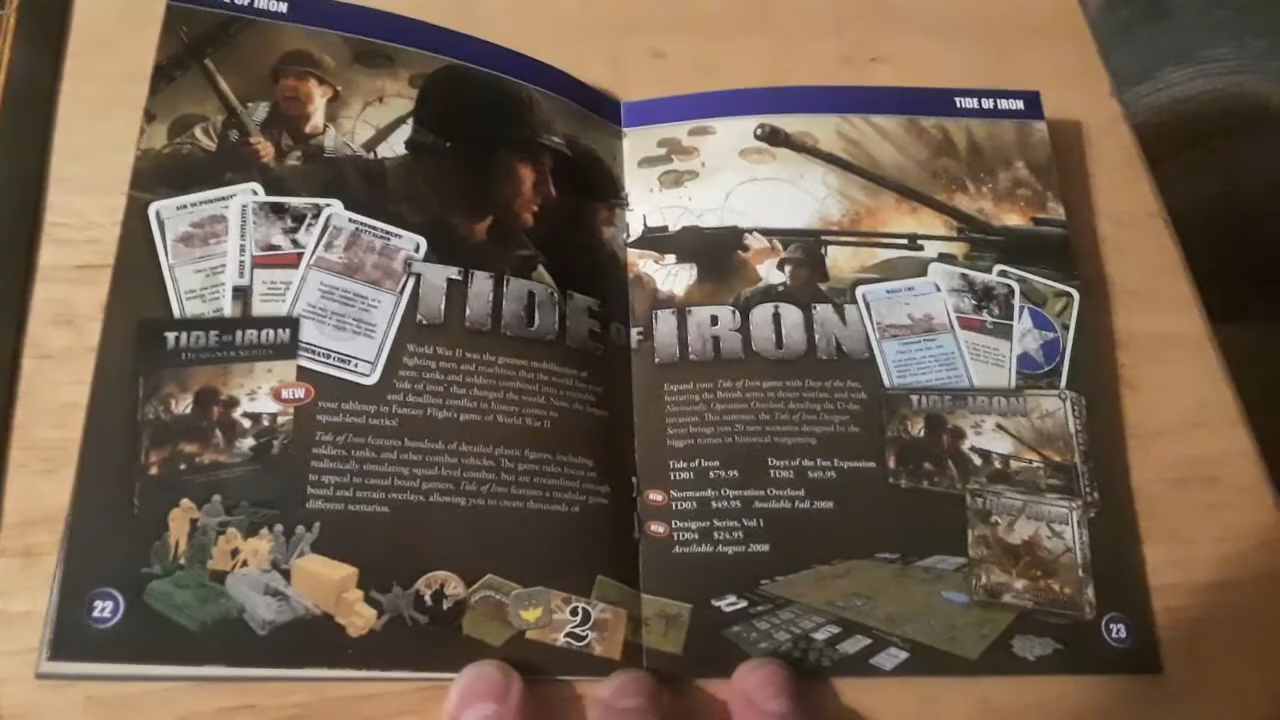 OF IRON
TIDE OF IRON
AIR SUPERIORITY
SEIZE THE INITIATIVE
REINFORCEMENT
BATTALION
COMMAND COST 4
TIDE OF IRON
TIDE OF IRON
DESIGNER SERIES
NEW
World War II was the greatest mobilization of
fighting men and machines that the world has ever
seen; tanks and soldiers combined into a
"tide of iron" that changed the world. Now, the largest
and deadliest conflict in history comes to
your tabletop in Fantasy Flight's game of World War II
squad-level tactics!
Tide of Iron features hundreds of detailed plastic figures, including
soldiers, tanks, and other combat vehicles. The game rules focus on
realistically simulating squad-level combat, but are streamlined enough
to appeal to casual board gamers. Tide of Iron features a modular game
board and terrain overlays, allowing you to create thousands of
different scenarios.
2
22
Expand your Tide of Iron game with Days of the Fox,
featuring the British army in desert warfare, and with
Normandy: Operation Overlord, detailing the D-day
invasion. This summer, the Tide of Iron Designer
Series brings you 20 new scenarios designed by the
biggest names in historical wargaming.
Tide of Iron
TD01 $79.95
Days of the Fox Expansion
TD02 $49.95
NEW
Normandy: Operation Overlord
TD03 $49.95 Available Fall 2008
NEW
Designer Series, Vol 1
TD04 $24.95
Available August 2008
TIDE OF IRON
23